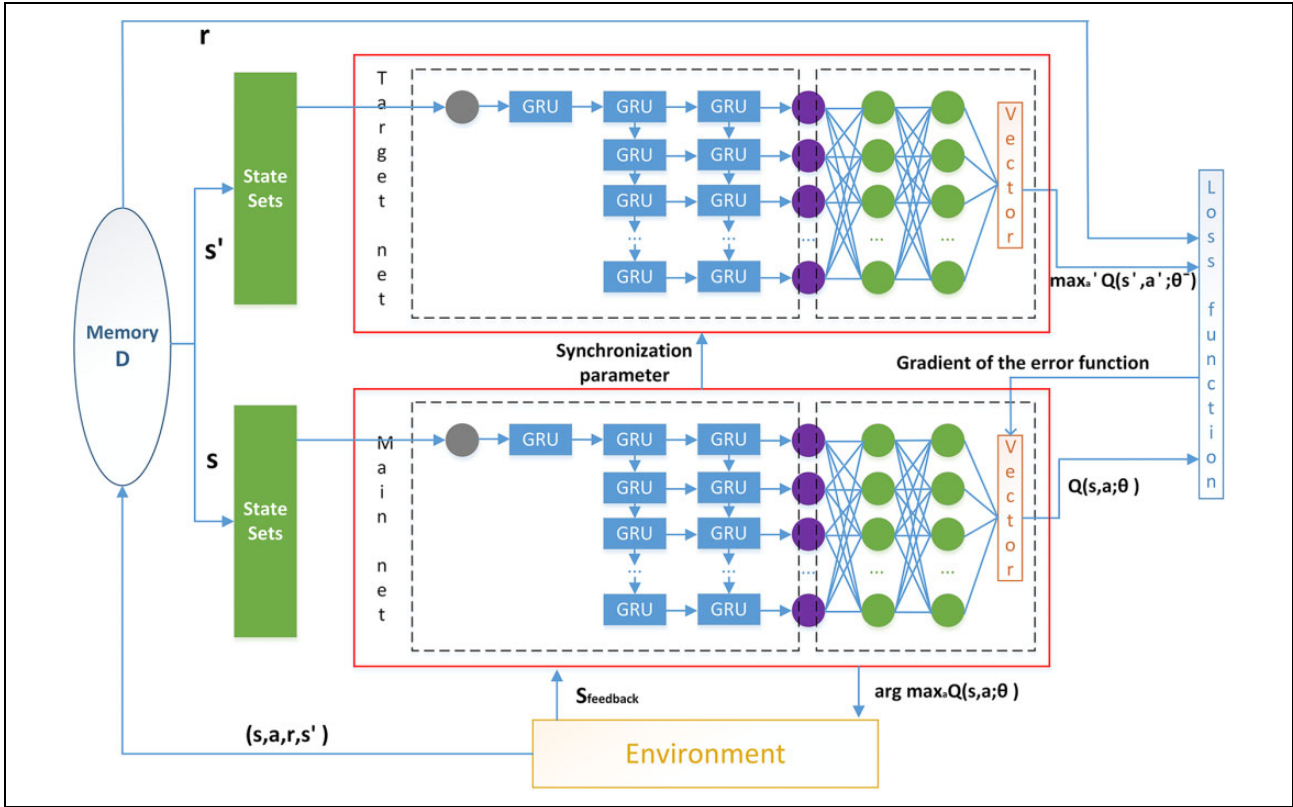 r
State
Sets
Target net
GRU GRU GRU
GRU GRU
GRU GRU
... ... ... ... ...
GRU GRU
Vector
Loss function
s'
maxₐ' Q(s',a';θ⁻)
Memory
D
Synchronization
parameter
Gradient of the error function
s
State
Sets
Main net
GRU GRU GRU
GRU GRU
GRU GRU
... ... ... ... ...
GRU GRU
Vector
Q(s,a;θ)
Sfeedback
arg maxₐQ(s,a;θ)
(s,a,r,s')
Environment